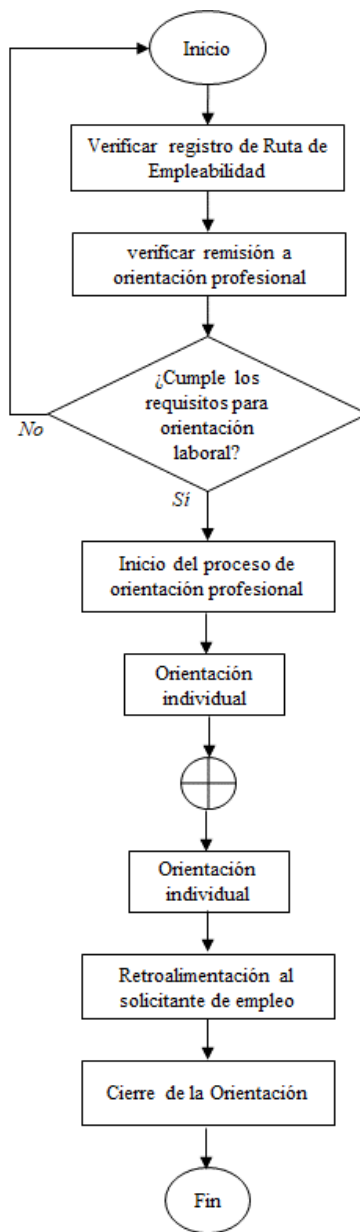 Inicio
Verificar registro de Ruta de
Empleabilidad
verificar remisión a
orientación profesional
¿Cumple los
requisitos para
orientación
laboral?
No
Sí
Inicio del proceso de
orientación profesional
Orientación
individual
Orientación
individual
Retroalimentación al
solicitante de empleo
Cierre de la Orientación
Fin